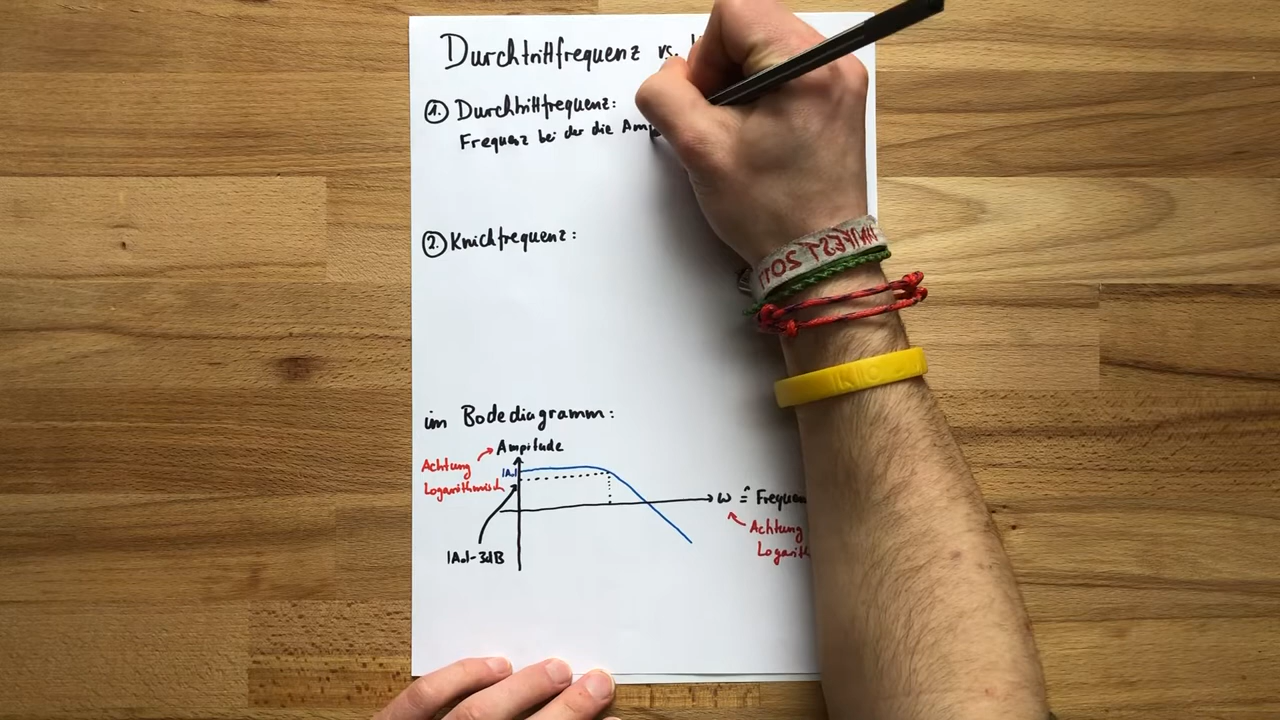 Durchtrittfrequenz vs.
1. Durchtrittfrequenz:
Frequenz bei der die Amp
2. Knickfrequenz:
im Bodediagramm:
Amplitude
Achtung
Logarithmisch
|A₀|
ω ≙ Frequen
Achtung
Logarith
|A₀|-3dB